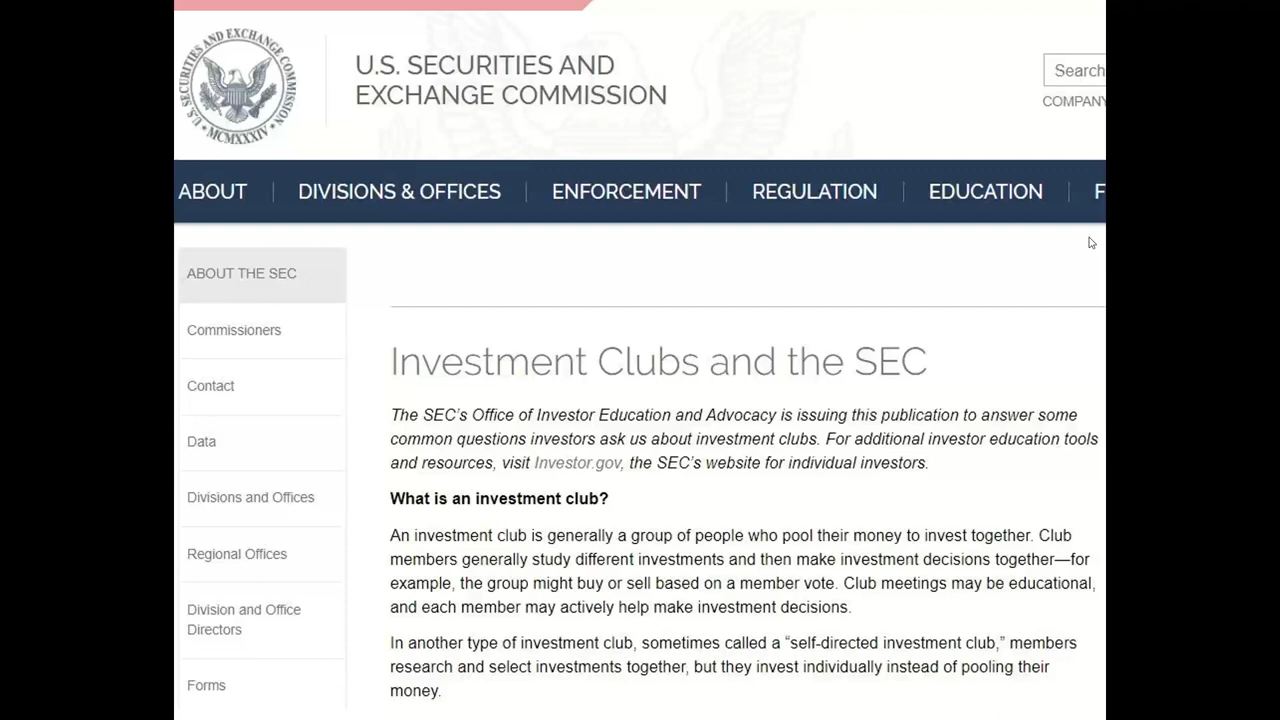 U.S. SECURITIES AND EXCHANGE COMMISSION
MCMXXXIV
U.S. SECURITIES AND
EXCHANGE COMMISSION
Search
COMPANY
ABOUT
DIVISIONS & OFFICES
ENFORCEMENT
REGULATION
EDUCATION
F
ABOUT THE SEC
Commissioners
Contact
Data
Divisions and Offices
Regional Offices
Division and Office
Directors
Forms
Investment Clubs and the SEC
The SEC’s Office of Investor Education and Advocacy is issuing this publication to answer some
common questions investors ask us about investment clubs. For additional investor education tools
and resources, visit Investor.gov, the SEC’s website for individual investors.
What is an investment club?
An investment club is generally a group of people who pool their money to invest together. Club
members generally study different investments and then make investment decisions together—for
example, the group might buy or sell based on a member vote. Club meetings may be educational,
and each member may actively help make investment decisions.
In another type of investment club, sometimes called a “self-directed investment club,” members
research and select investments together, but they invest individually instead of pooling their
money.